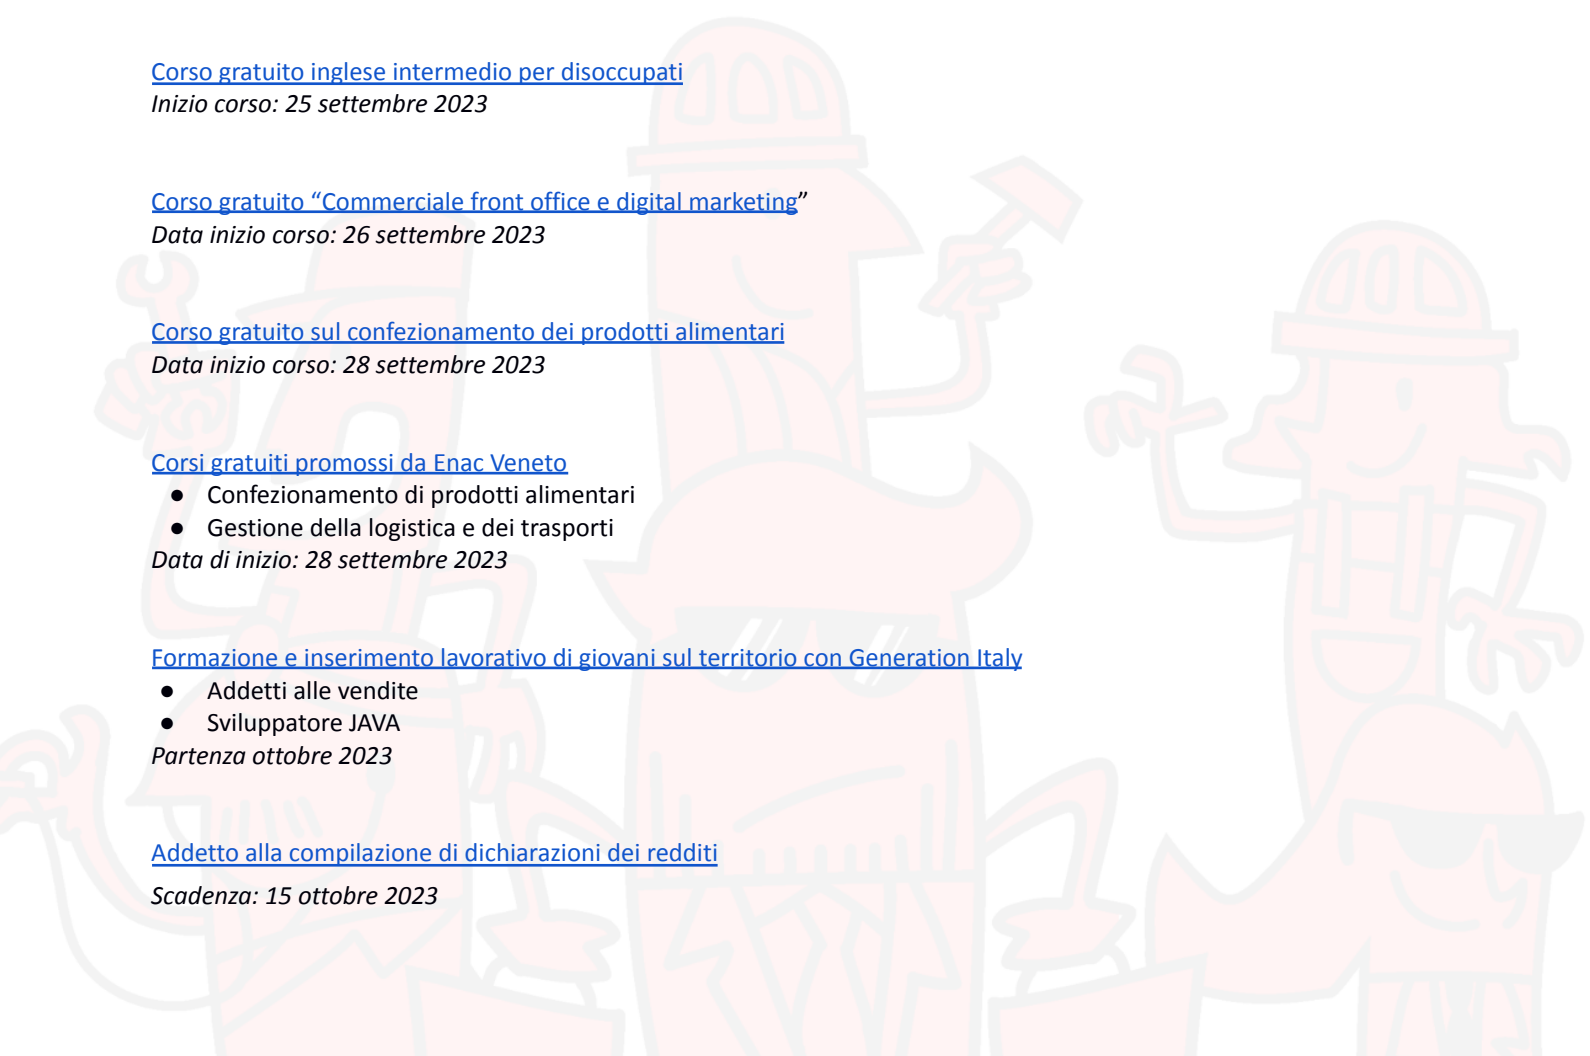 Corso gratuito inglese intermedio per disoccupati
Inizio corso: 25 settembre 2023
Corso gratuito “Commerciale front office e digital marketing”
Data inizio corso: 26 settembre 2023
Corso gratuito sul confezionamento dei prodotti alimentari
Data inizio corso: 28 settembre 2023
Corsi gratuiti promossi da Enac Veneto
● Confezionamento di prodotti alimentari
● Gestione della logistica e dei trasporti
Data di inizio: 28 settembre 2023
Formazione e inserimento lavorativo di giovani sul territorio con Generation Italy
● Addetti alle vendite
● Sviluppatore JAVA
Partenza ottobre 2023
Addetto alla compilazione di dichiarazioni dei redditi
Scadenza: 15 ottobre 2023